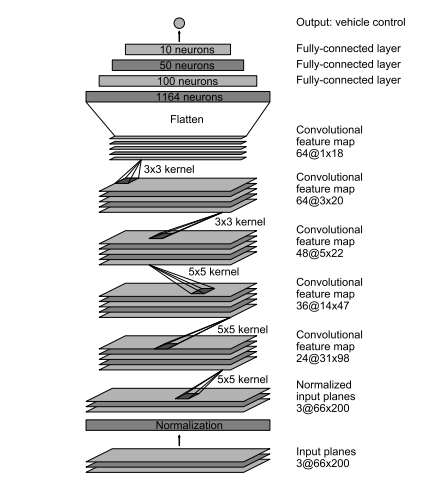 Output: vehicle control
10 neurons
Fully-connected layer
50 neurons
Fully-connected layer
100 neurons
Fully-connected layer
1164 neurons
Flatten
Convolutional
feature map
64@1x18
3x3 kernel
Convolutional
feature map
64@3x20
3x3 kernel
Convolutional
feature map
48@5x22
5x5 kernel
Convolutional
feature map
36@14x47
5x5 kernel
Convolutional
feature map
24@31x98
5x5 kernel
Normalized
input planes
3@66x200
Normalization
Input planes
3@66x200